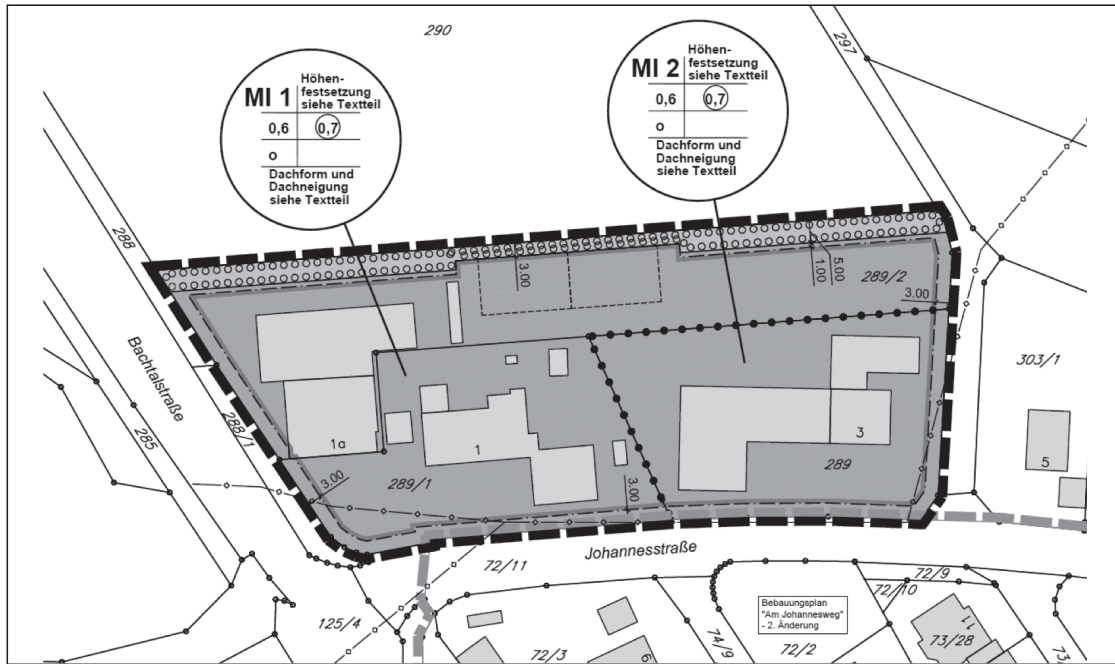 290
297
MI 1
Höhen-
festsetzung
siehe Textteil
0,6
0,7
o
Dachform und
Dachneigung
siehe Textteil
MI 2
Höhen-
festsetzung
siehe Textteil
0,6
0,7
o
Dachform und
Dachneigung
siehe Textteil
288
3.00
1.00
5.00
289/2
3.00
Bachtalstraße
303/1
288/1
285
1a
1
3
5
3.00
289/1
3.00
289
Johannesstraße
72/11
125/4
72/9
72/10
Bebauungsplan
"Am Johannesweg"
- 2. Änderung
11
73/28
74/9
72/3
6
72/2
73